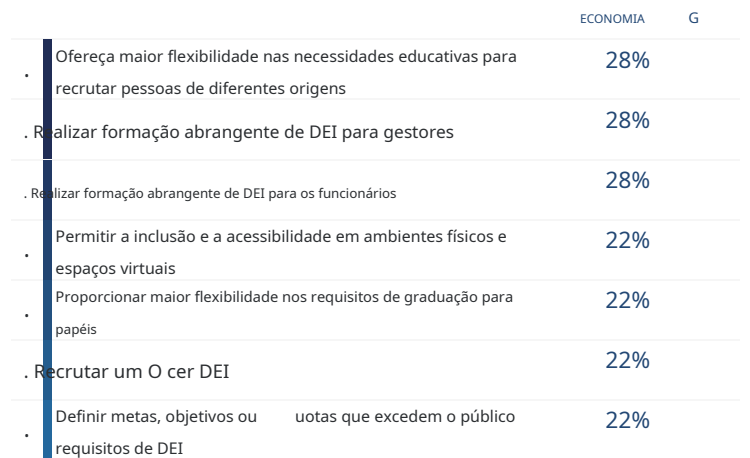 ECONOMIA G
Ofereça maior flexibilidade nas necessidades educativas para
. 28%
recrutar pessoas de diferentes origens
. Realizar formação abrangente de DEI para gestores 28%
. Realizar formação abrangente de DEI para os funcionários 28%
Permitir a inclusão e a acessibilidade em ambientes físicos e
. 22%
espaços virtuais
Proporcionar maior flexibilidade nos requisitos de graduação para
. 22%
papéis
. Recrutar um O cer DEI 22%
Definir metas, objetivos ou uotas que excedem o público
. 22%
requisitos de DEI